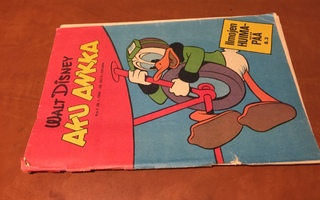 WALT DISNEY
AKU ANKKA
ilmojen
HUIMA-
PÄÄ